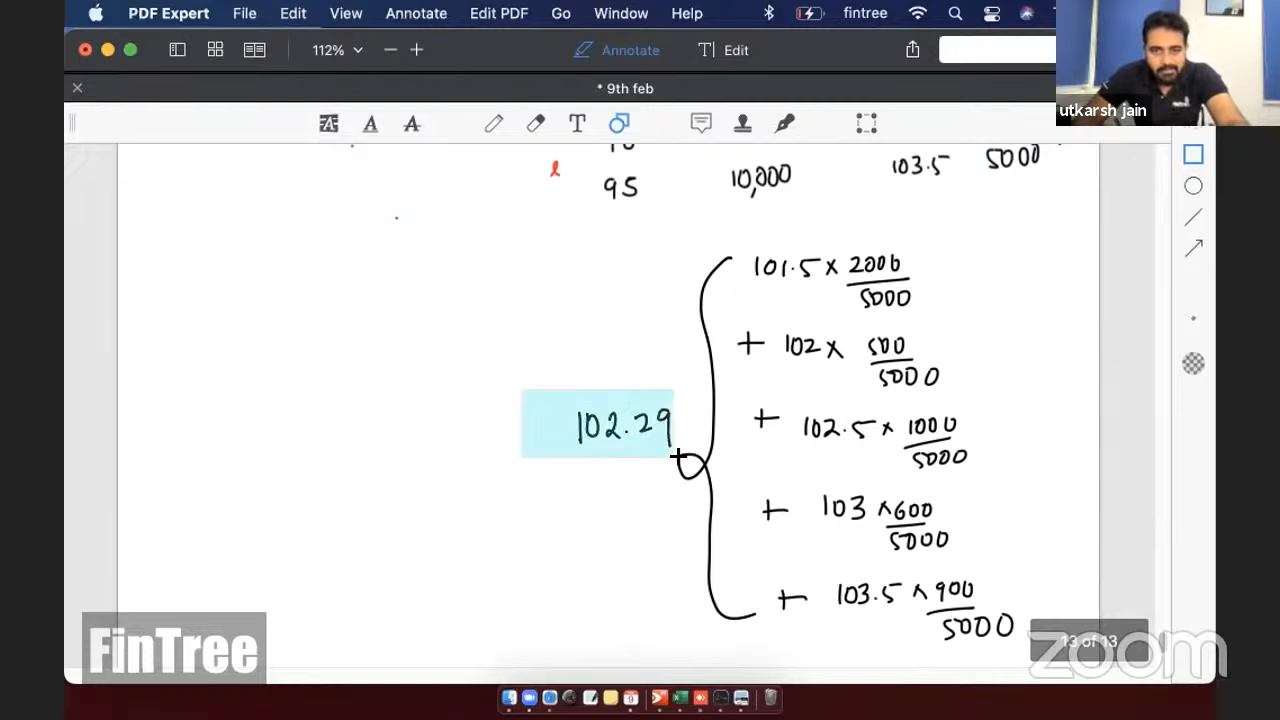 PDF Expert File Edit View Annotate Edit PDF Go Window Help fintree
112% Annotate T| Edit
* 9th feb
utkarsh jain
A A A T
l 95 10,000 103.5 5000
101.5 × 2000
5000
+ 102 × 500
5000
102.29
+ 102.5 × 1000
5000
+ 103 × 600
5000
+ 103.5 × 900
5000
13 of 13
FinTree
zoom